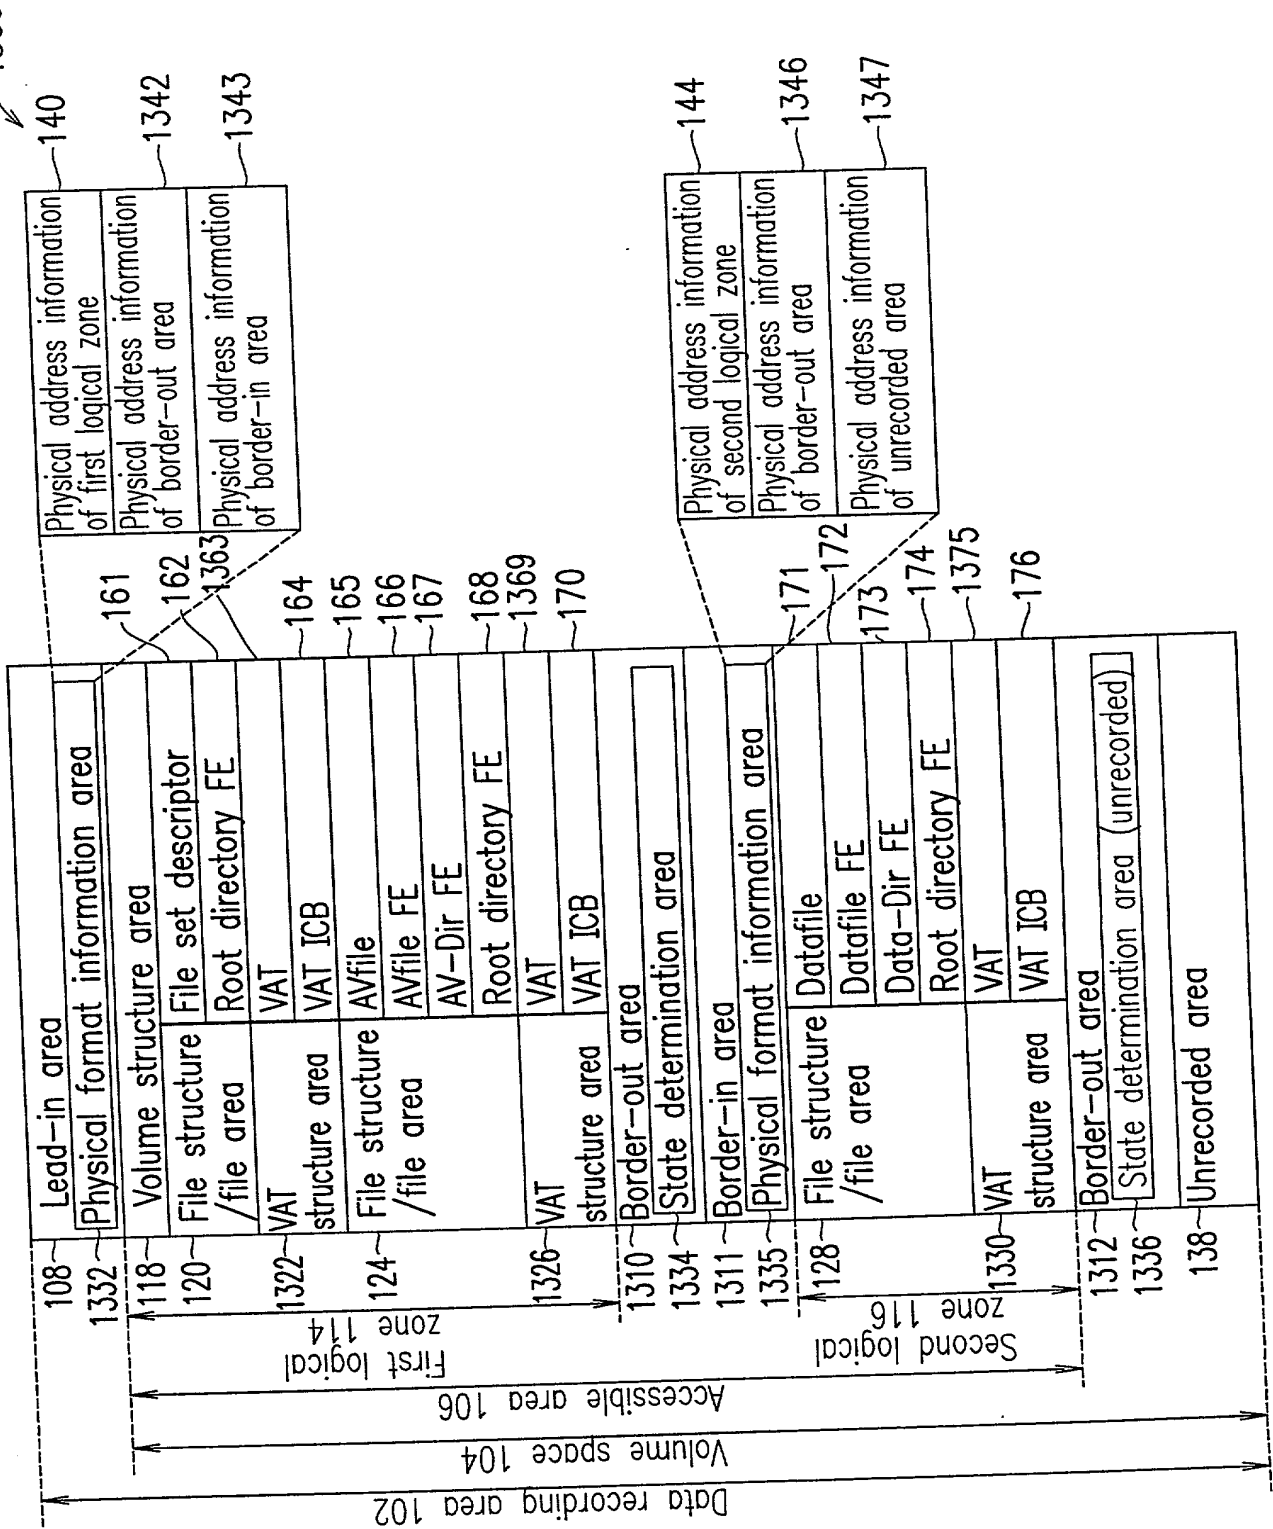 Lead-in area
Physical format information area
Volume structure area
File structure
/file area
File set descriptor
Root directory FE
VAT
structure area
VAT
VAT ICB
File structure
/file area
AVfile
AVfile FE
AV-Dir FE
Root directory FE
VAT
structure area
VAT
VAT ICB
Border-out area
State determination area
Border-in area
Physical format information area
File structure
/file area
Datafile
Datafile FE
Data-Dir FE
Root directory FE
VAT
structure area
VAT
VAT ICB
Border-out area
State determination area (unrecorded)
Unrecorded area
108
1332
118
120
1322
124
1326
1310
1334
1311
1335
128
1330
1312
1336
138
161
162
1363
164
165
166
167
168
1369
170
171
172
173
174
1375
176
Physical address information
of first logical zone
Physical address information
of border-out area
Physical address information
of border-in area
140
1342
1343
Physical address information
of second logical zone
Physical address information
of border-out area
Physical address information
of unrecorded area
144
1346
1347
First logical
zone 114
Second logical
zone 116
Accessible area 106
Volume space 104
Data recording area 102